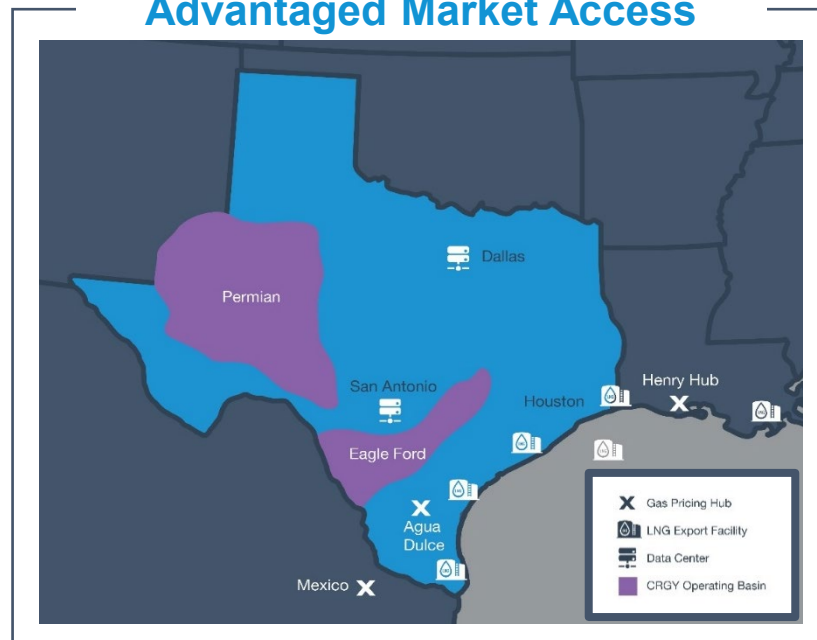 Advantaged Market Access
Dallas
Permian
San Antonio
Henry Hub
Houston
Eagle Ford
Agua
Dulce
Mexico
Gas Pricing Hub
LNG Export Facility
Data Center
CRGY Operating Basin